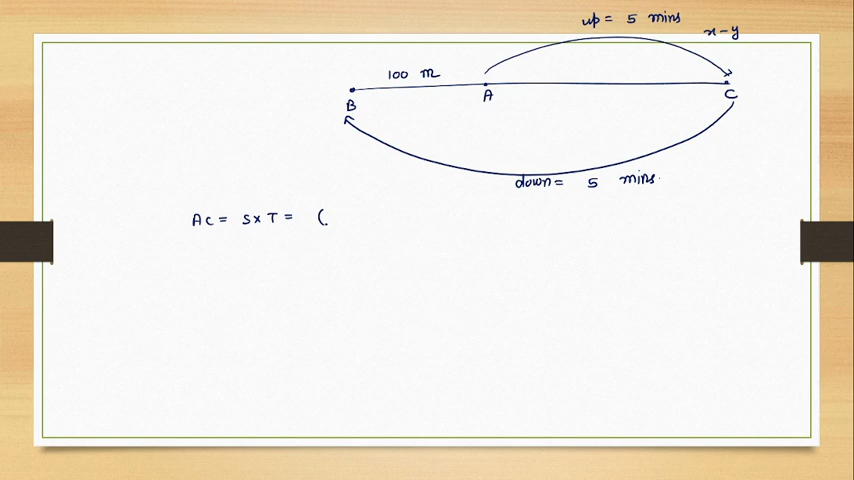 up = 5 mins
x-y
100 m
B
A
C
down = 5 mins.
AC = S x T = (